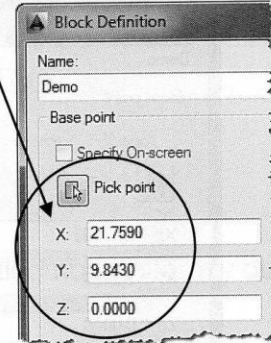 Block Definition
Name:
Demo
Base point
Specify On-screen
Pick point
X: 21.7590
Y: 9.8430
Z: 0.0000